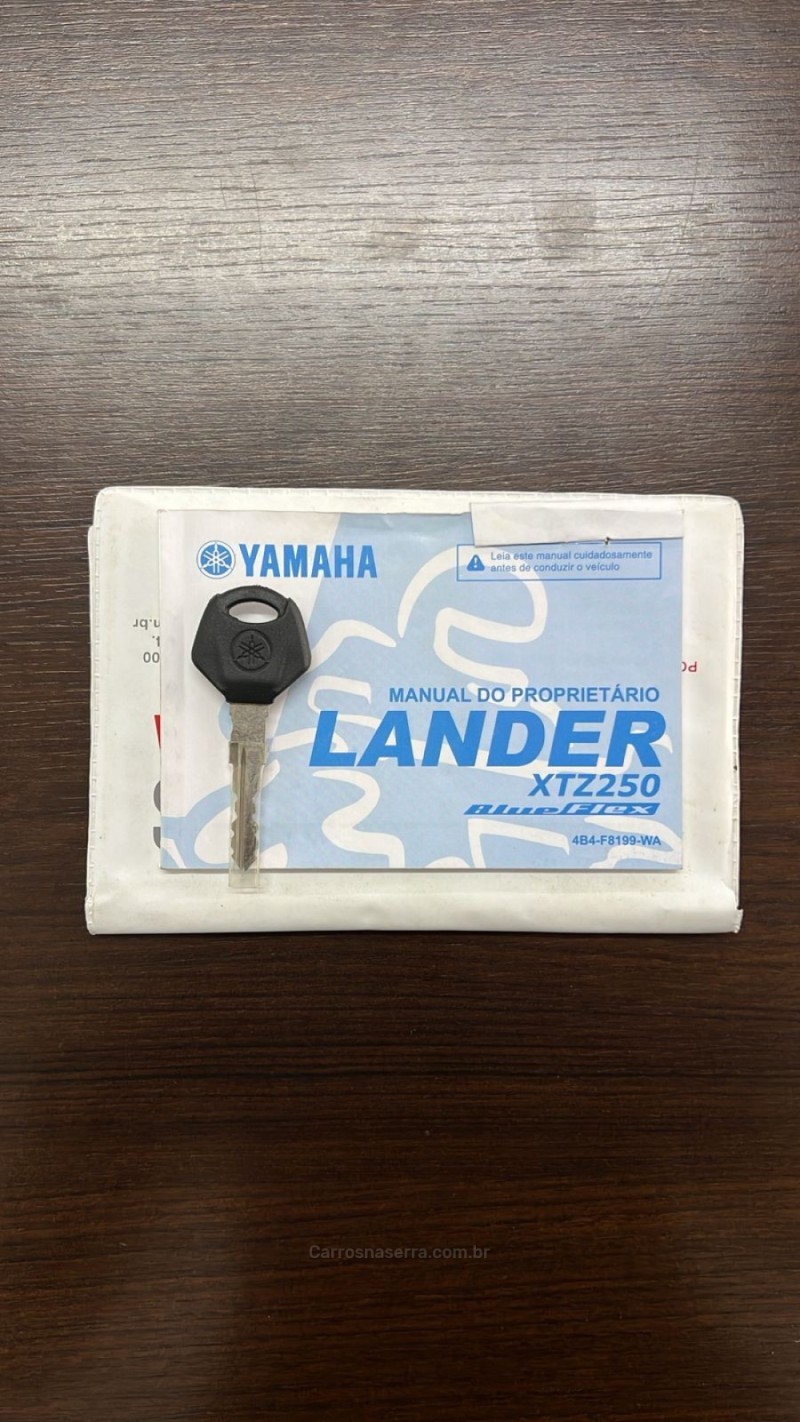 YAMAHA
Leia este manual cuidadosamente
antes de conduzir o veículo
MANUAL DO PROPRIETÁRIO
LANDER
XTZ250
BlueFlex
4B4-F8199-WA
Carrosnaserra.com.br